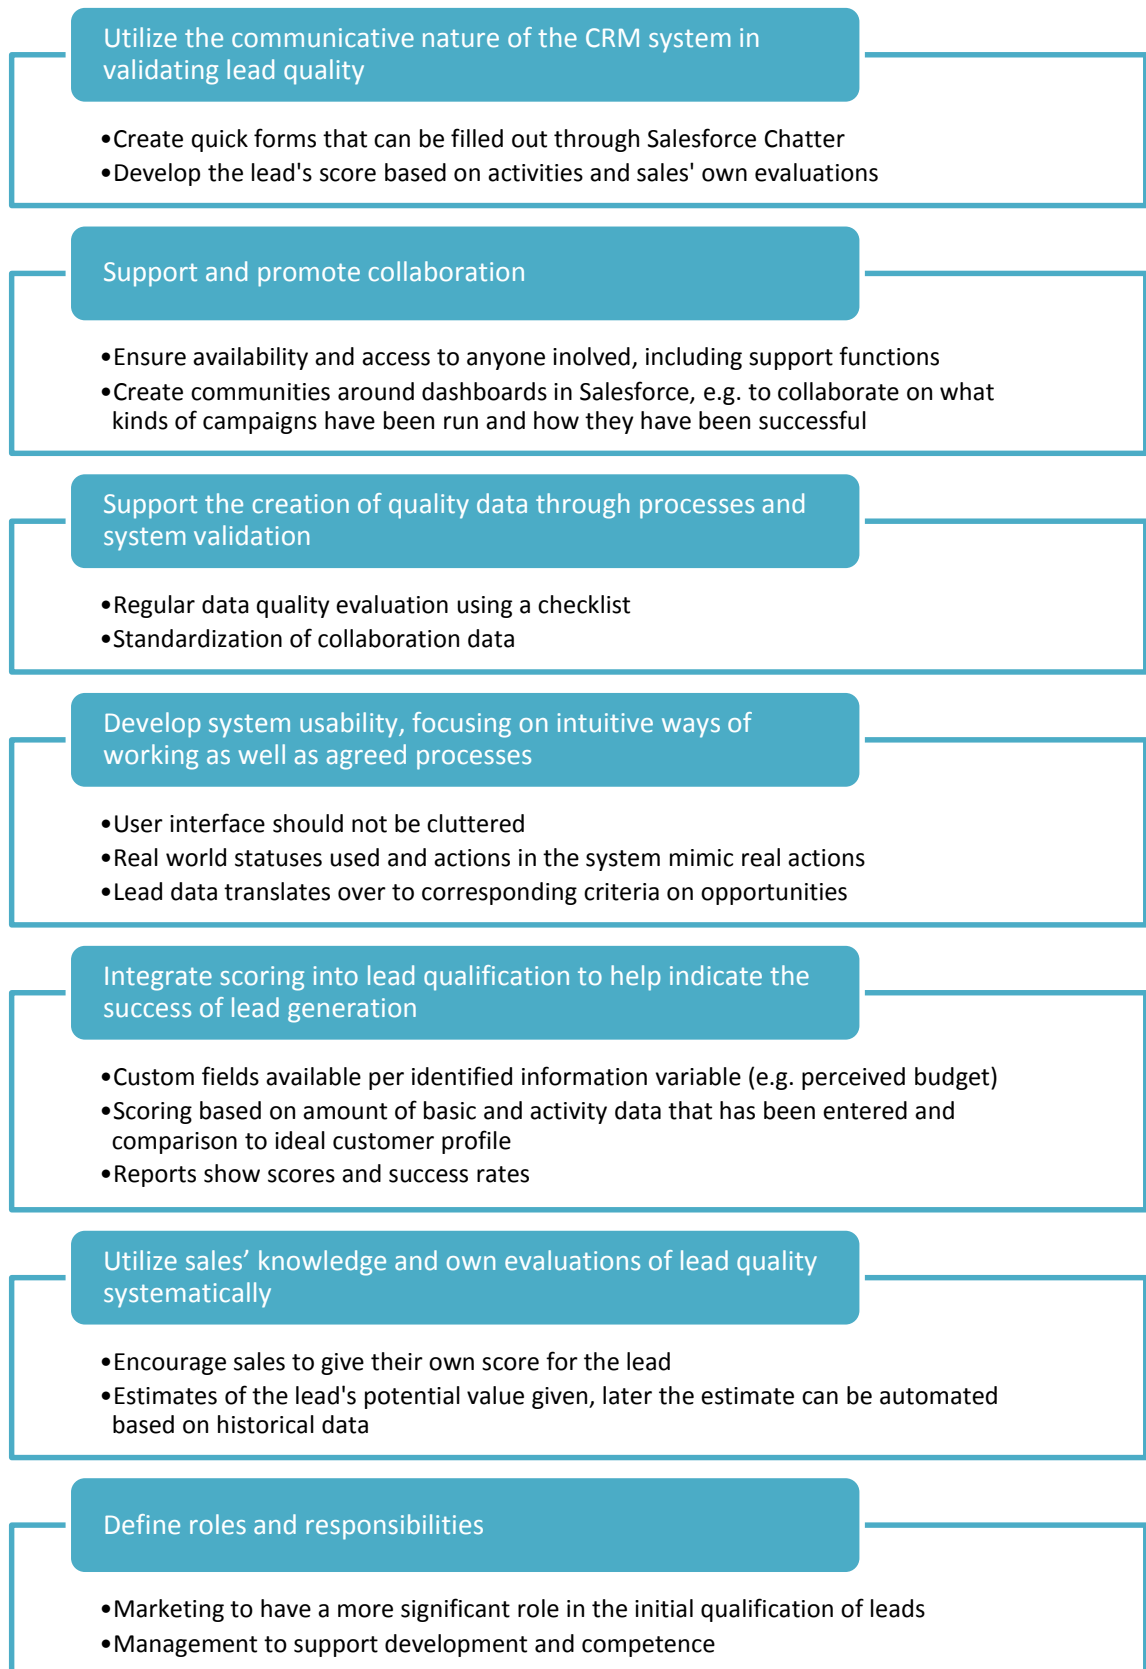 Utilize the communicative nature of the CRM system in
validating lead quality
•Create quick forms that can be filled out through Salesforce Chatter
•Develop the lead's score based on activities and sales' own evaluations
Support and promote collaboration
•Ensure availability and access to anyone inolved, including support functions
•Create communities around dashboards in Salesforce, e.g. to collaborate on what
kinds of campaigns have been run and how they have been successful
Support the creation of quality data through processes and
system validation
•Regular data quality evaluation using a checklist
•Standardization of collaboration data
Develop system usability, focusing on intuitive ways of
working as well as agreed processes
•User interface should not be cluttered
•Real world statuses used and actions in the system mimic real actions
•Lead data translates over to corresponding criteria on opportunities
Integrate scoring into lead qualification to help indicate the
success of lead generation
•Custom fields available per identified information variable (e.g. perceived budget)
•Scoring based on amount of basic and activity data that has been entered and
comparison to ideal customer profile
•Reports show scores and success rates
Utilize sales’ knowledge and own evaluations of lead quality
systematically
•Encourage sales to give their own score for the lead
•Estimates of the lead's potential value given, later the estimate can be automated
based on historical data
Define roles and responsibilities
•Marketing to have a more significant role in the initial qualification of leads
•Management to support development and competence